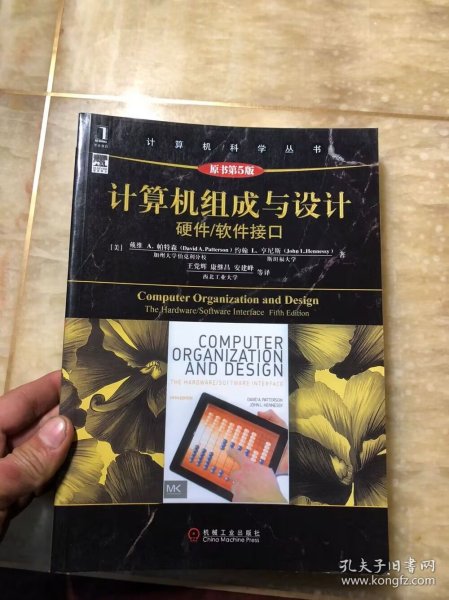 计算机/科学丛书
原书第5版
计算机组成与设计
硬件/软件接口
[美] 戴维 A. 帕特森 (David A. Patterson) 约翰 L. 亨尼斯 (John L. Hennessy) 著
加州大学伯克利分校 斯坦福大学
王党辉 康继昌 安建峰 等译
西北工业大学
Computer Organization and Design
The Hardware/Software Interface Fifth Edition
COMPUTER
ORGANIZATION
AND DESIGN
THE HARDWARE/SOFTWARE INTERFACE
FIFTH EDITION
DAVID A. PATTERSON
JOHN L. HENNESSY
MK
机械工业出版社
China Machine Press
孔夫子旧书网
www.kongfz.com